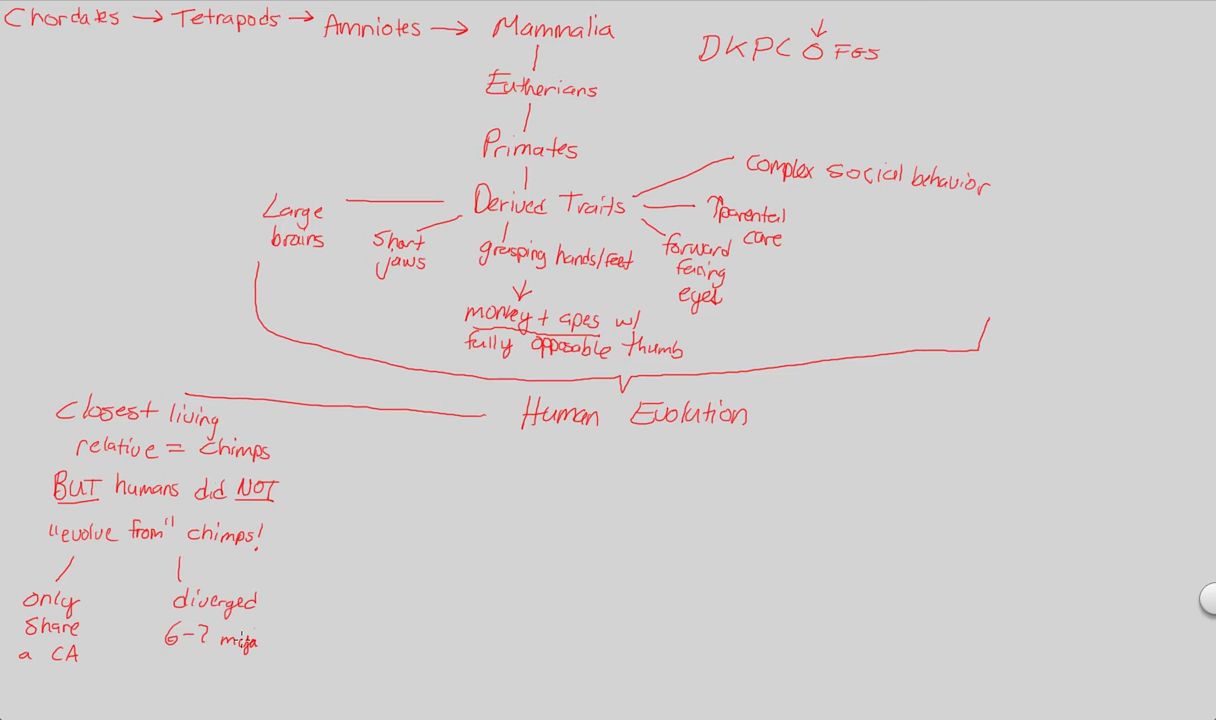 Chordates → Tetrapods → Amniotes → Mammalia
DKPCOFGS
Eutherians
Primates
Derived Traits
complex social behavior
↑parental
care
forward
facing
eyes
grasping hands/feet
Short
jaws
Large
brains
monkey + apes w/
fully opposable thumb
Human Evolution
Closest living
relative = chimps
BUT humans did NOT
"evolve from" chimps!
only
share
a CA
diverged
6-7